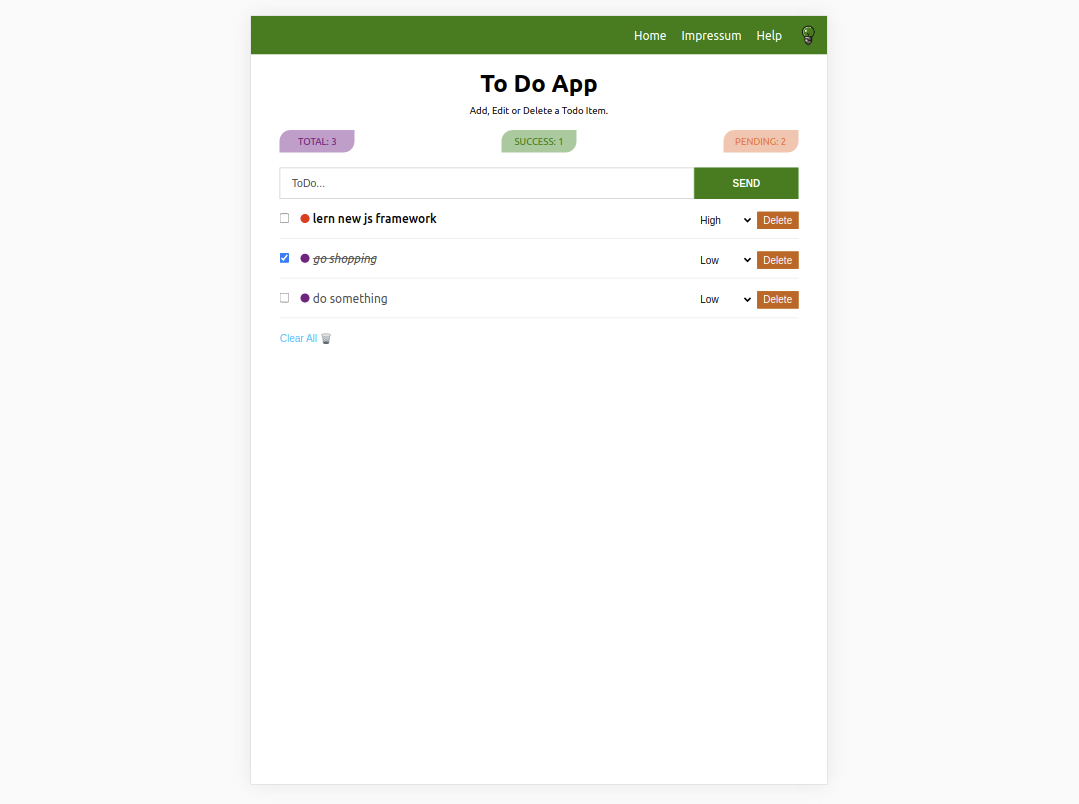 Home Impressum Help
To Do App
Add, Edit or Delete a Todo Item.
TOTAL: 3 SUCCESS: 1 PENDING: 2
ToDo... SEND
lern new js framework High Delete
go shopping Low Delete
do something Low Delete
Clear All